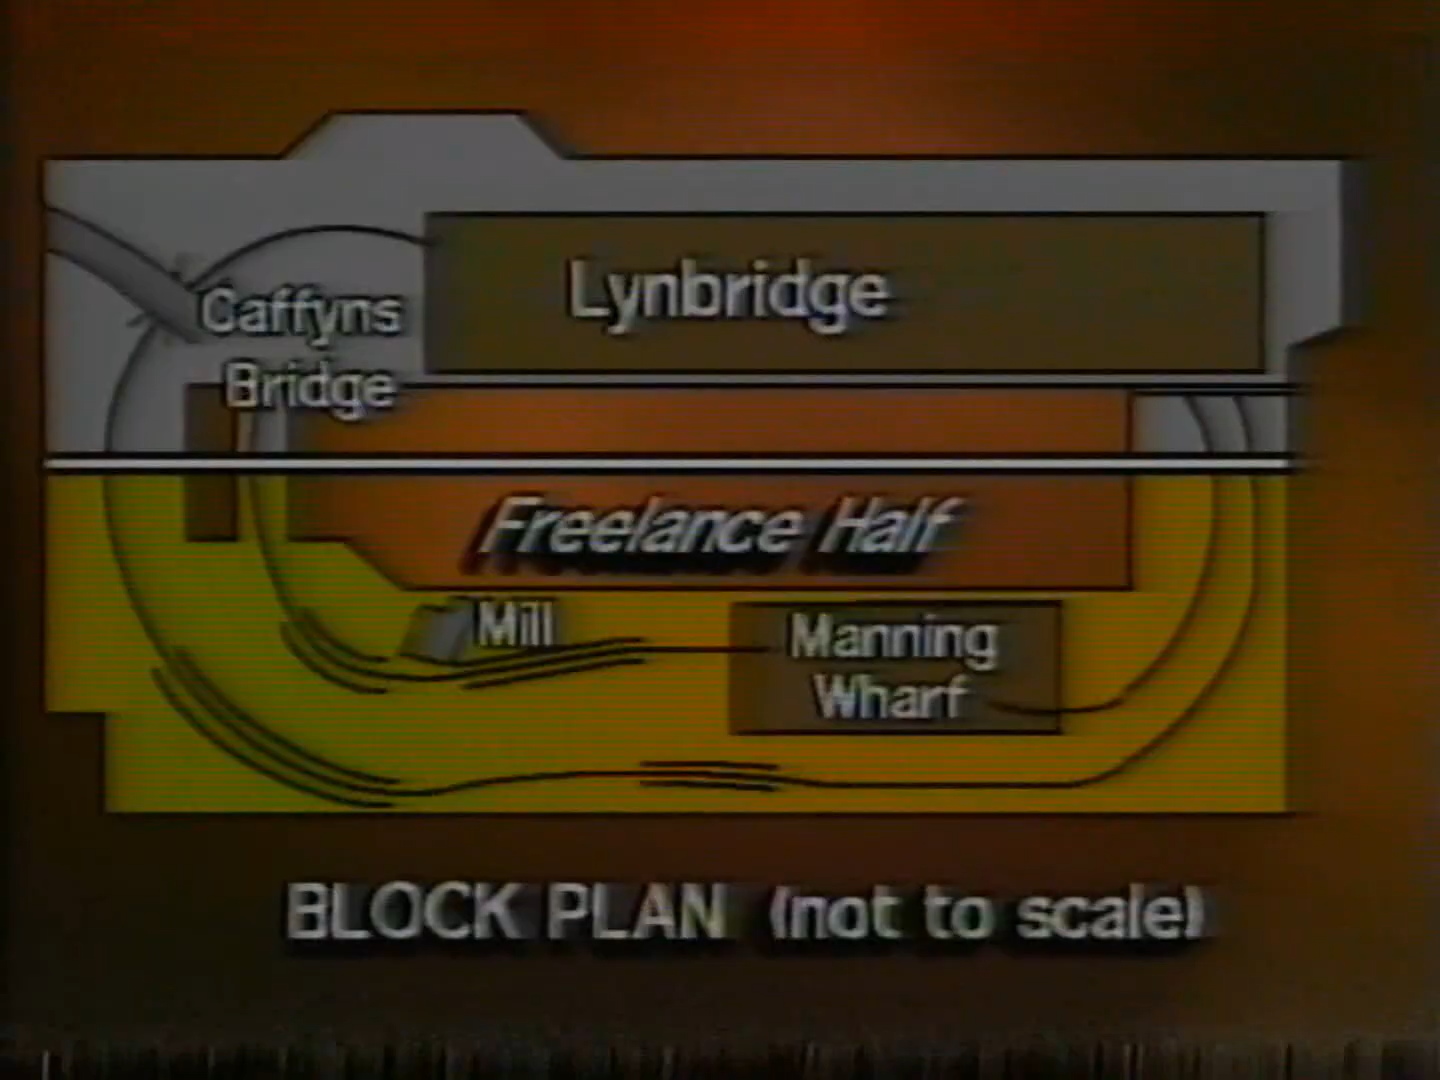 Lynbridge
Caffyns
Bridge
Freelance Half
Mill
Manning
Wharf
BLOCK PLAN (not to scale)